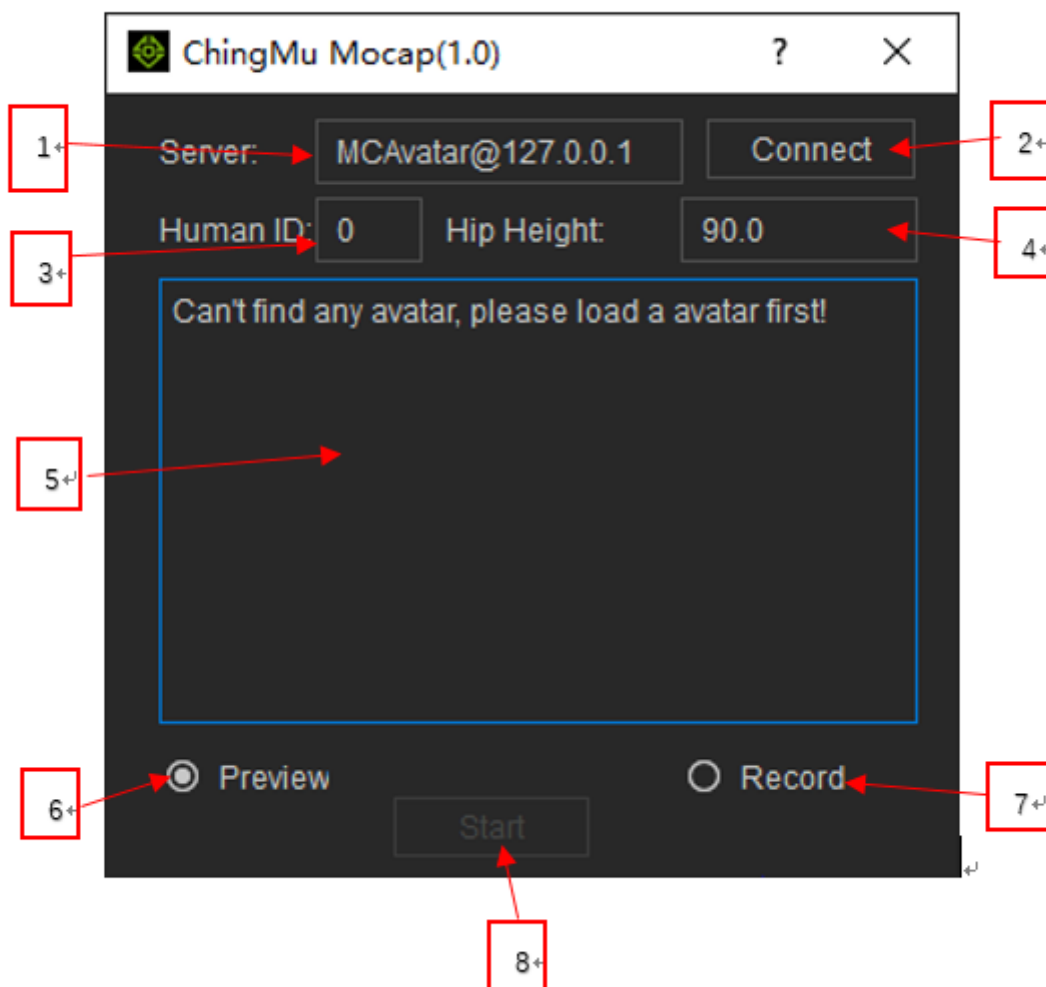 ChingMu Mocap(1.0) ? ×
1
Server: MCAvatar@127.0.0.1 Connect
2
Human ID: 0 Hip Height: 90.0
3
4
Can't find any avatar, please load a avatar first!
5
Preview Record
6
7
Start
8